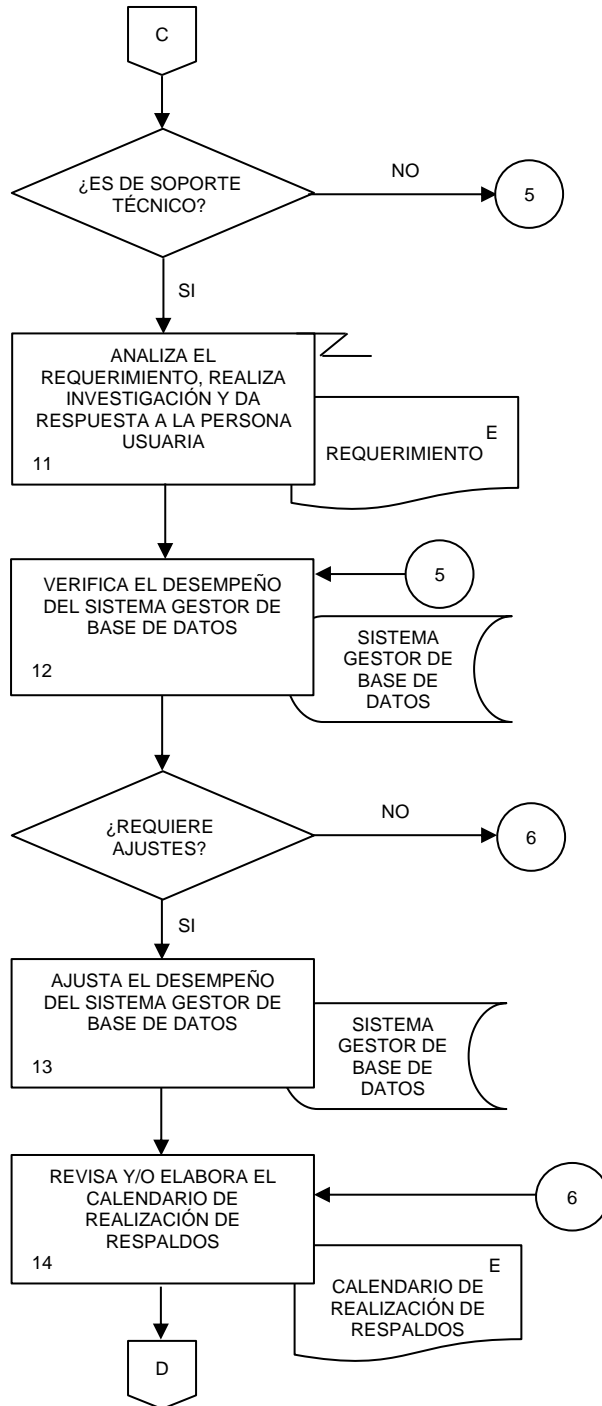 C
¿ES DE SOPORTE
TÉCNICO?
NO
5
SI
ANALIZA EL
REQUERIMIENTO, REALIZA
INVESTIGACIÓN Y DA
RESPUESTA A LA PERSONA
USUARIA
11
E
REQUERIMIENTO
VERIFICA EL DESEMPEÑO
DEL SISTEMA GESTOR DE
BASE DE DATOS
12
5
SISTEMA
GESTOR DE
BASE DE
DATOS
¿REQUIERE
AJUSTES?
NO
6
SI
AJUSTA EL DESEMPEÑO
DEL SISTEMA GESTOR DE
BASE DE DATOS
13
SISTEMA
GESTOR DE
BASE DE
DATOS
REVISA Y/O ELABORA EL
CALENDARIO DE
REALIZACIÓN DE
RESPALDOS
14
6
E
CALENDARIO DE
REALIZACIÓN DE
RESPALDOS
D